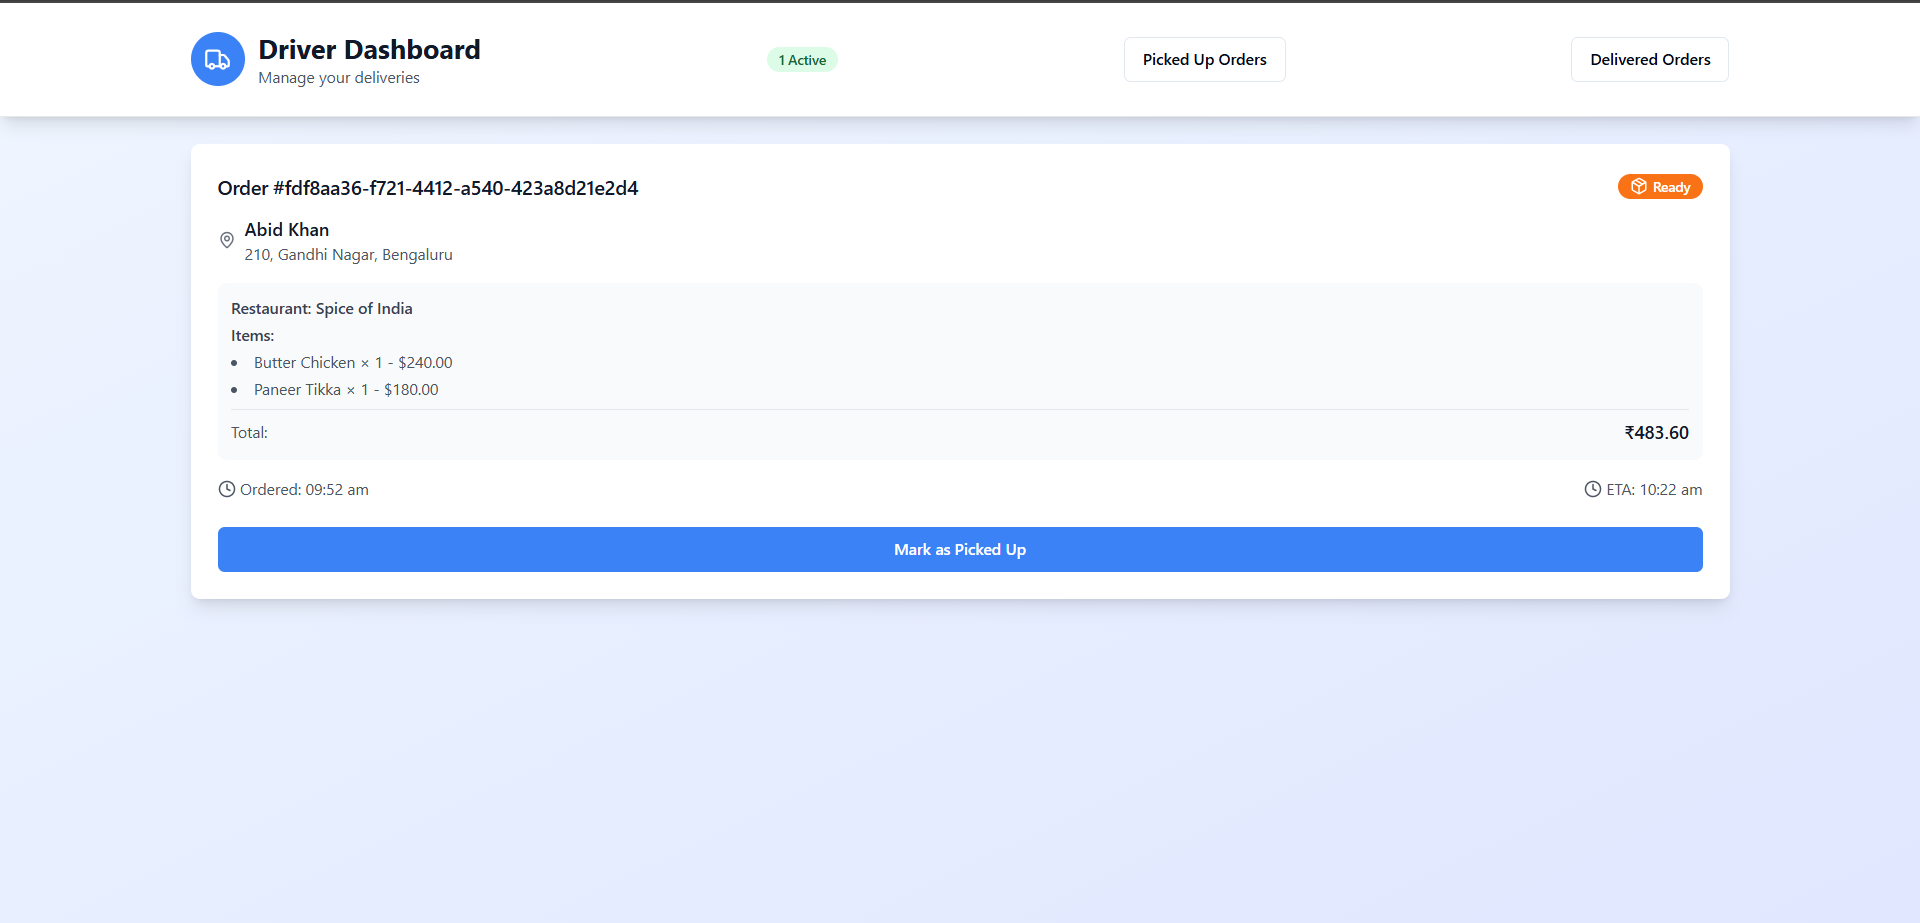 Driver Dashboard
Manage your deliveries
1 Active
Picked Up Orders
Delivered Orders
Order #fdf8aa36-f721-4412-a540-423a8d21e2d4
Ready
Abid Khan
210, Gandhi Nagar, Bengaluru
Restaurant: Spice of India
Items:
• Butter Chicken × 1 - $240.00
• Paneer Tikka × 1 - $180.00
Total: ₹483.60
Ordered: 09:52 am
ETA: 10:22 am
Mark as Picked Up